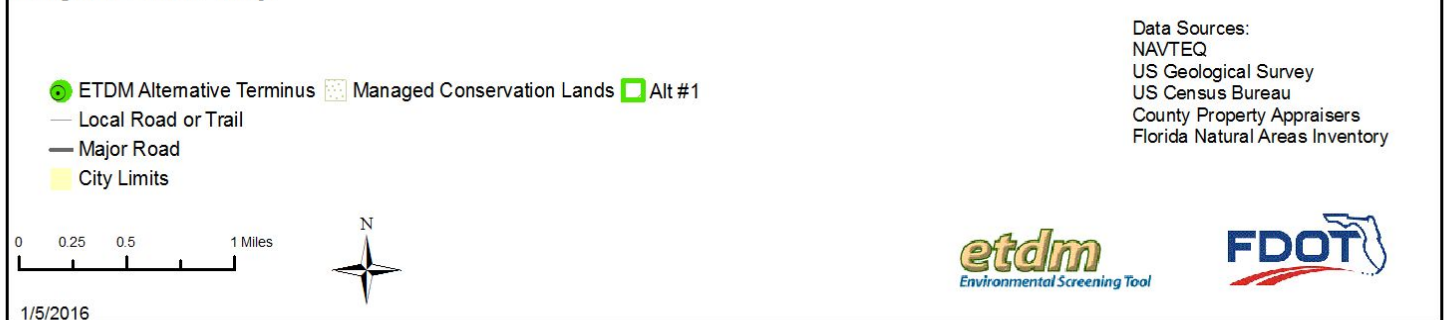 ETDM Alternative Terminus Managed Conservation Lands Alt #1
Local Road or Trail
Major Road
City Limits
Data Sources:
NAVTEQ
US Geological Survey
US Census Bureau
County Property Appraisers
Florida Natural Areas Inventory
0 0.25 0.5 1 Miles
N
etdm
Environmental Screening Tool
FDOT
1/5/2016